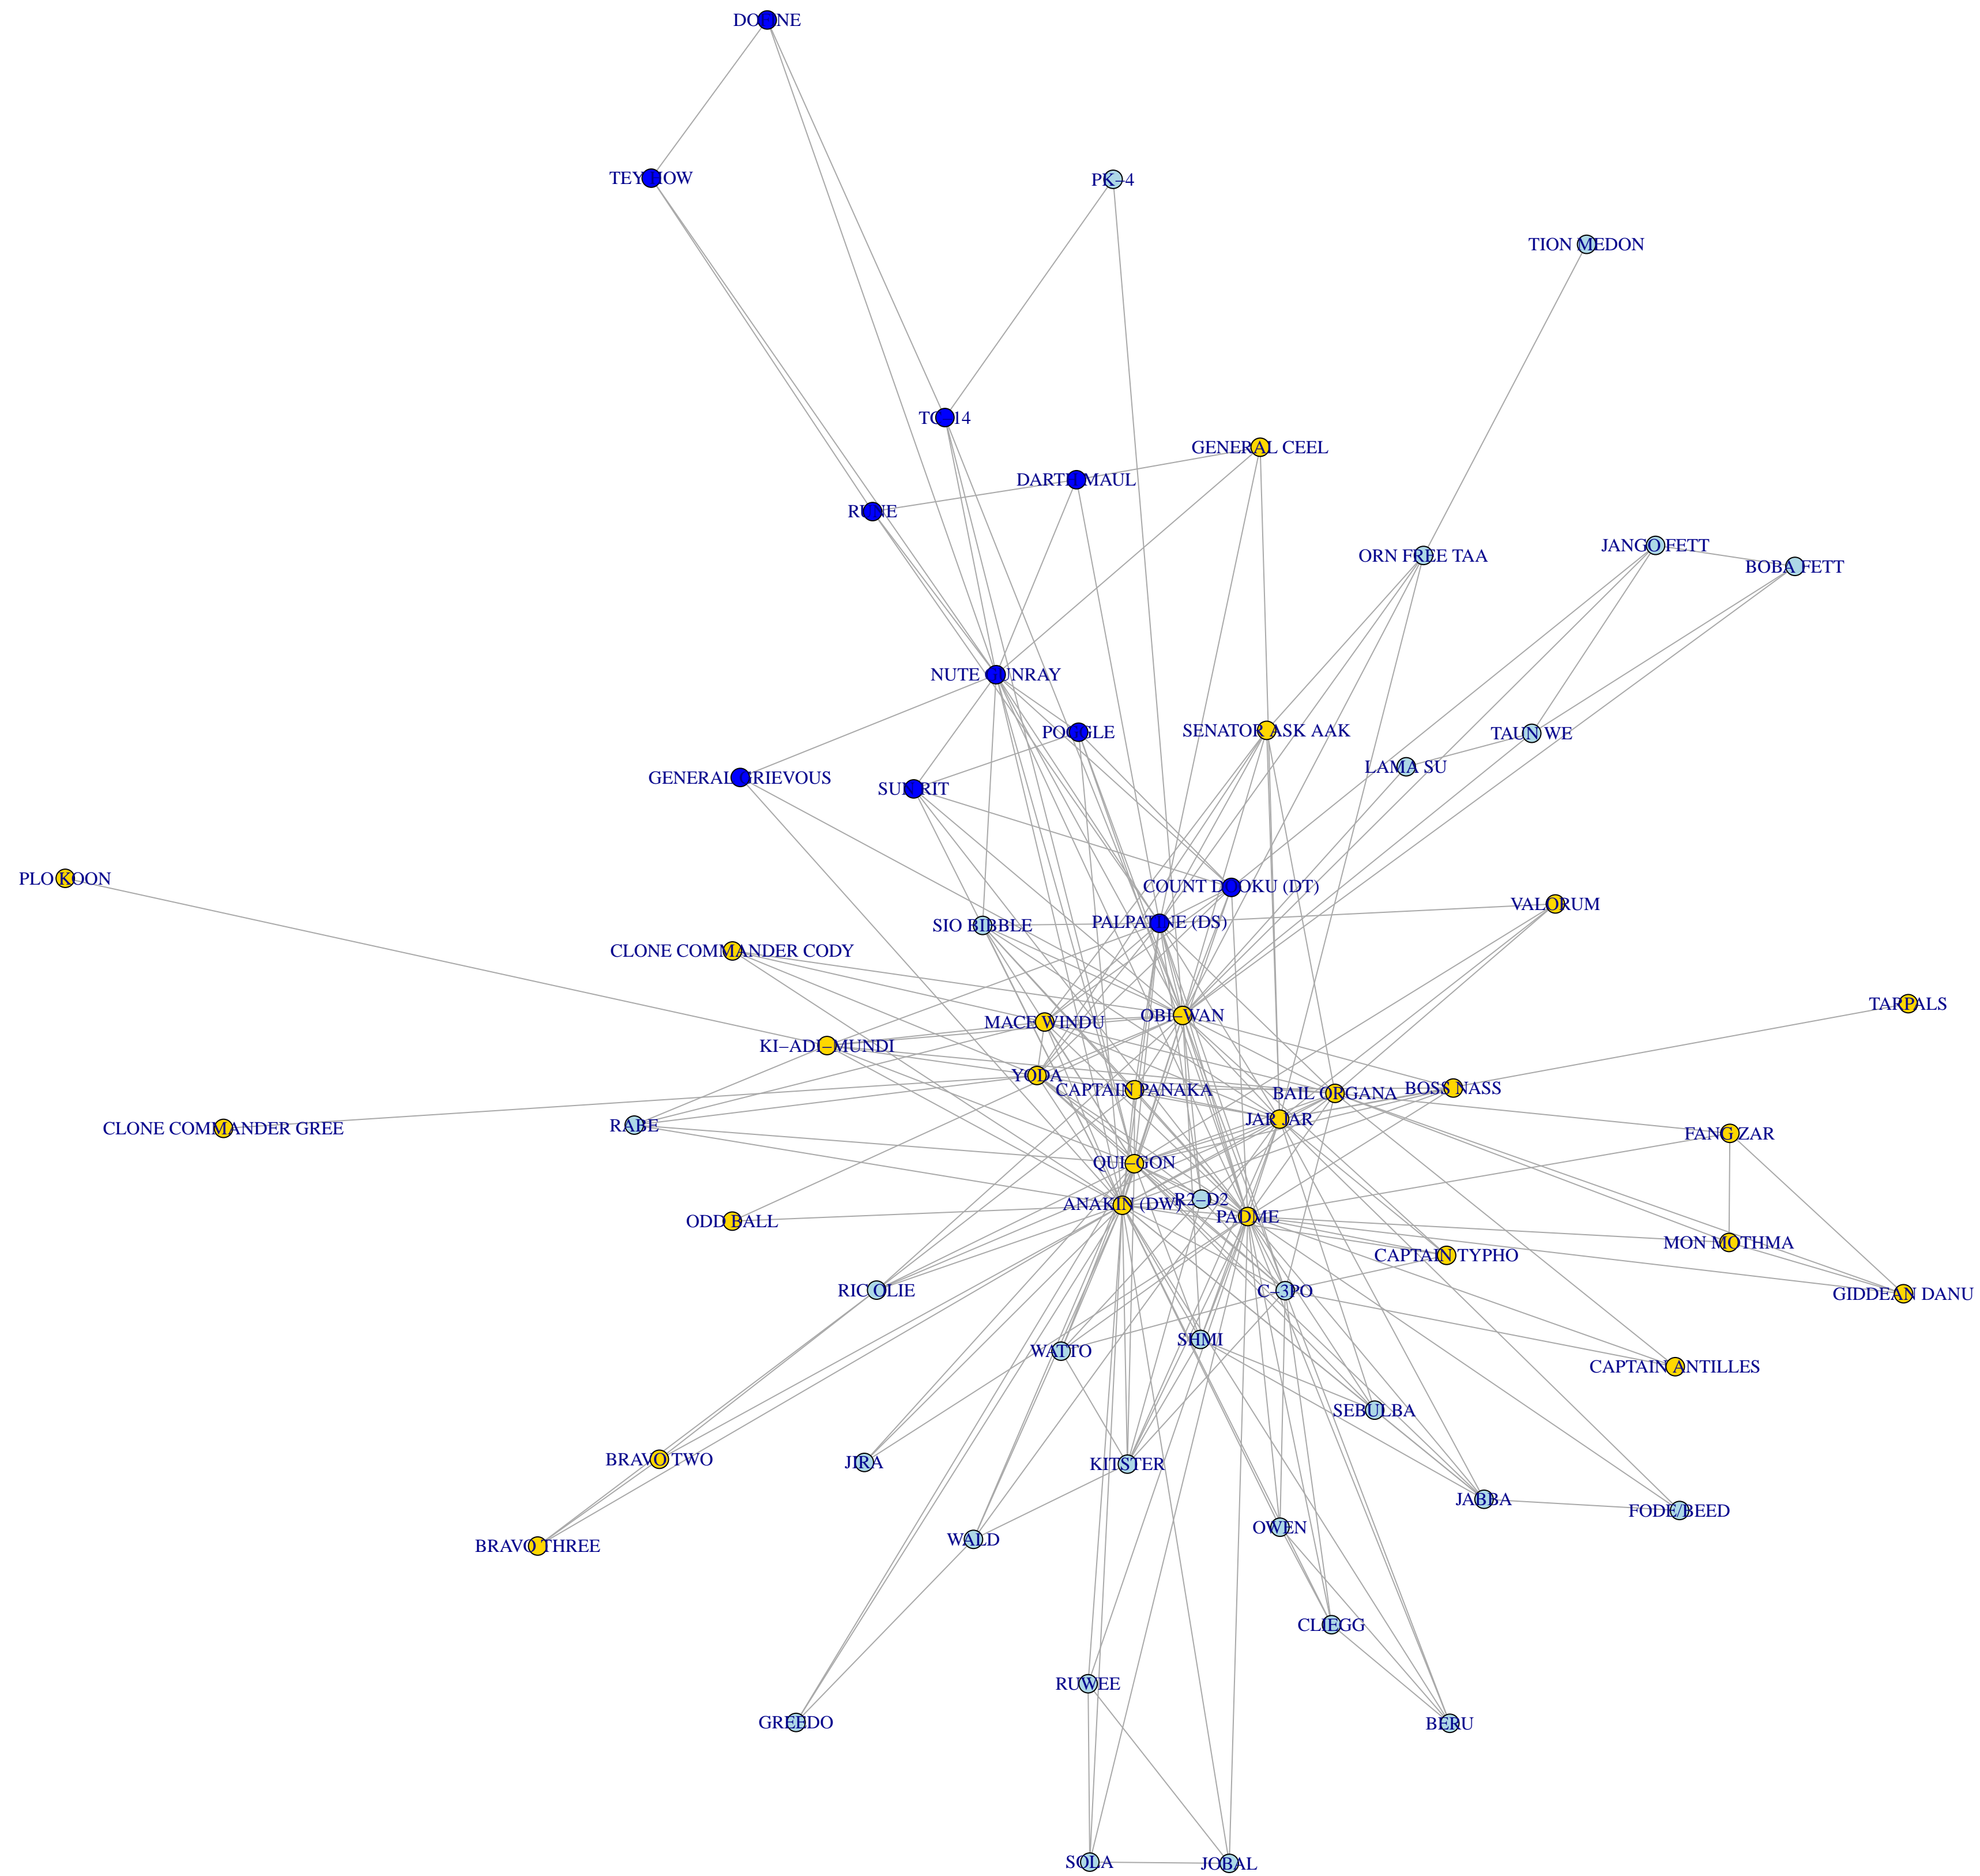 DOFINE
TEY HOW
PK-4
TION MEDON
TC-14
GENERAL CEEL
DARTH MAUL
RUNE
ORN FREE TAA
JANGO FETT
BOBA FETT
NUTE GUNRAY
POGGLE
SENATOR ASK AAK
TAUN WE
LAMA SU
GENERAL GRIEVOUS
SUN RIT
PLO KOON
COUNT DOOKU (DT)
VALORUM
SIO BIBBLE
PALPATINE (DS)
CLONE COMMANDER CODY
TARPALS
MACE WINDU
OBI-WAN
KI-ADI-MUNDI
YODA
CAPTAIN PANAKA
BAIL ORGANA
BOSS NASS
JAR JAR
CLONE COMMANDER GREE
RABE
FANG ZAR
QUI-GON
ANAKIN (DW)
R2-D2
PADME
ODD BALL
MON MOTHMA
CAPTAIN TYPHO
RIC OLIE
C-3PO
GIDDEAN DANU
SHMI
WATTO
CAPTAIN ANTILLES
SEBULBA
BRAVO TWO
JIRA
KITSTER
JABBA
FODE/BEED
OWEN
WALD
BRAVO THREE
CLIEGG
RUWEE
GREEDO
BERU
SOLA
JOBAL